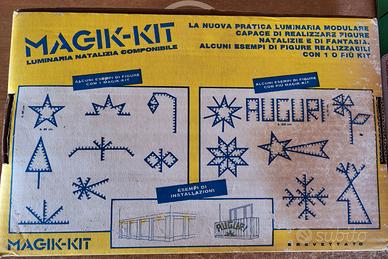 MAGIK-KIT
LUMINARIA NATALIZIA COMPONIBILE
LA NUOVA PRATICA LUMINARIA MODULARE
CAPACE DI REALIZZARE FIGURE
NATALIZIE E DI FANTASIA.
ALCUNI ESEMPI DI FIGURE REALIZZABILI
CON 1 O PIÙ KIT
ALCUNI ESEMPI DI FIGURE
CON 1 MAGIK-KIT
ALCUNI ESEMPI DI FIGURE
CON PIÙ MAGIK-KIT
AUGURI
ESEMPI DI
INSTALLAZIONI
AUGURI
MAGIK-KIT
BREVETTATO
subito